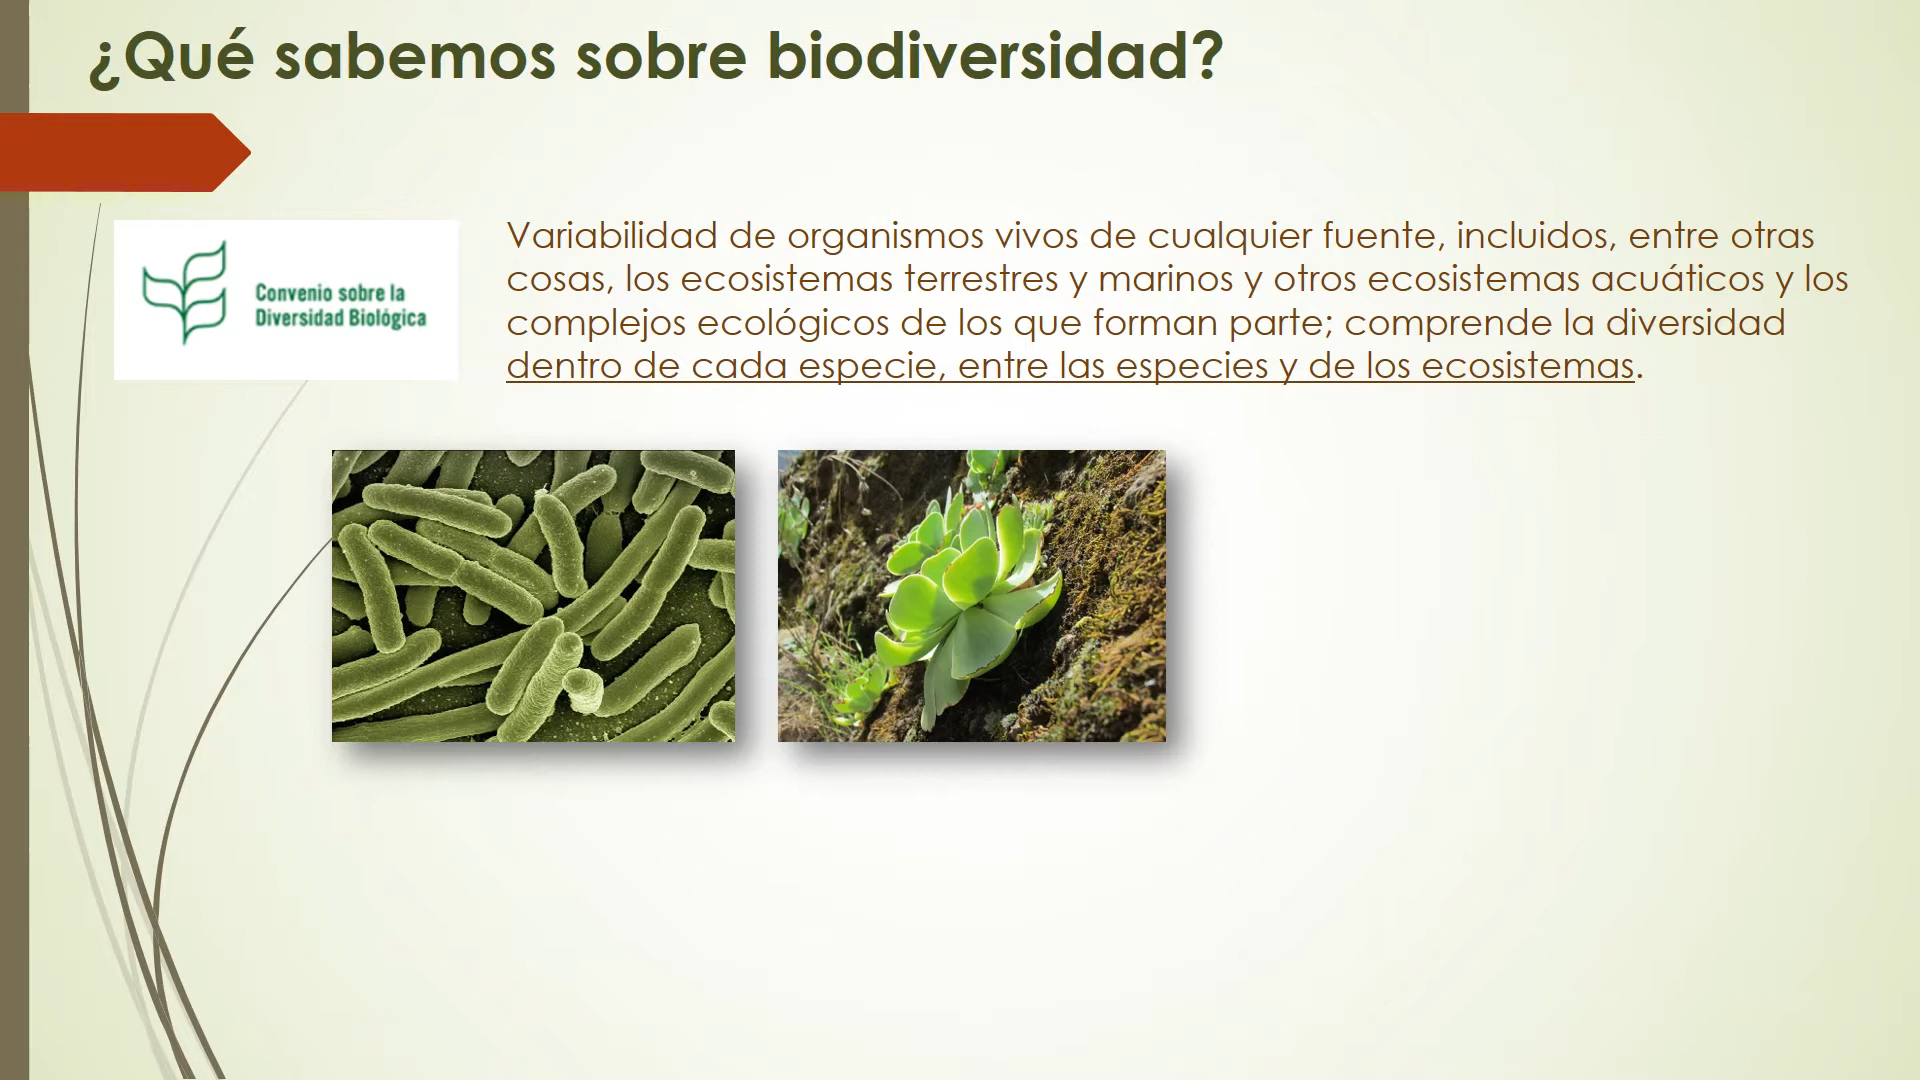 ¿Qué sabemos sobre biodiversidad?
Convenio sobre la
Diversidad Biológica
Variabilidad de organismos vivos de cualquier fuente, incluidos, entre otras
cosas, los ecosistemas terrestres y marinos y otros ecosistemas acuáticos y los
complejos ecológicos de los que forman parte; comprende la diversidad
dentro de cada especie, entre las especies y de los ecosistemas.